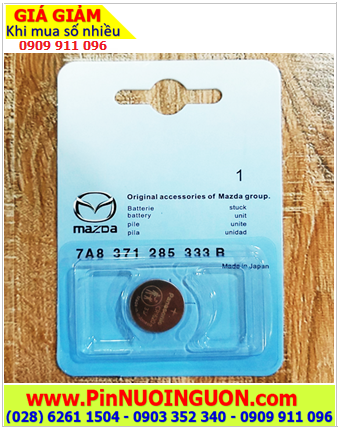 GIÁ GIẢM
Khi mua số nhiều
0909 911 096
1
Original accessories of Mazda group.
Batterie stuck
battery unit
pile unite
pila unidad
mazda
7A8 371 285 333 B
Made in Japan
www.PinNUOINGUON.com
(028) 6261 1504 - 0903 352 340 - 0909 911 096